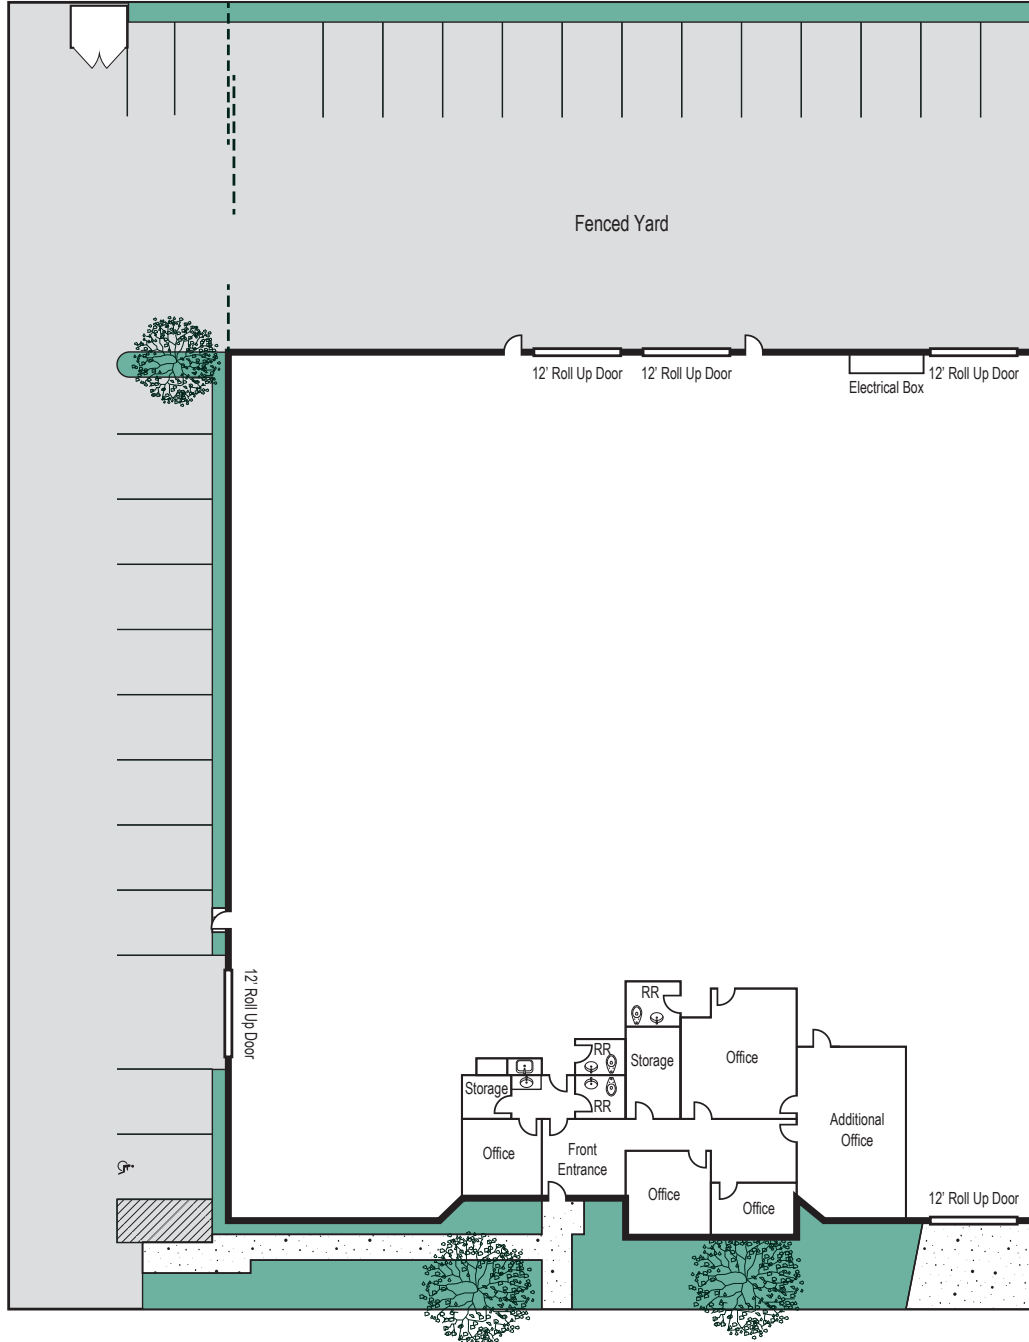 Fenced Yard
12' Roll Up Door
12' Roll Up Door
Electrical Box
12' Roll Up Door
12' Roll Up Door
RR
RR
Storage
Office
Storage
RR
Additional
Office
Office
Front
Entrance
Office
Office
12' Roll Up Door